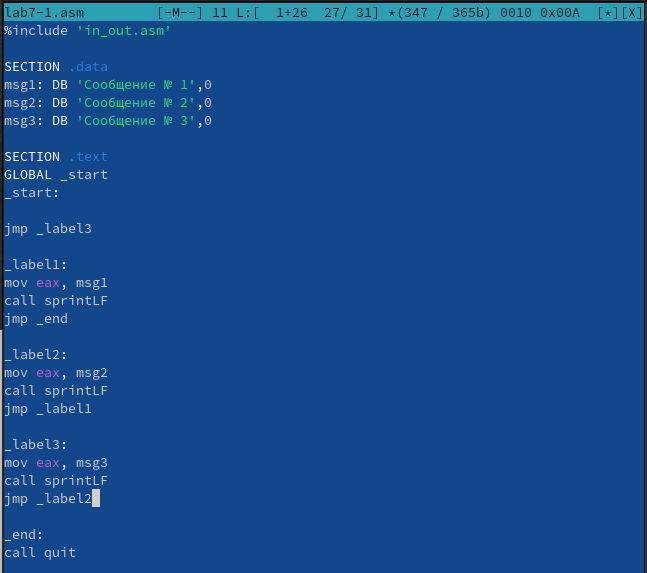 lab7-1.asm [-M--] 11 L:[ 1+26 27/ 31] *(347 / 365b) 0010 0x00A [*][X]
%include 'in_out.asm'
SECTION .data
msg1: DB 'Сообщение № 1',0
msg2: DB 'Сообщение № 2',0
msg3: DB 'Сообщение № 3',0
SECTION .text
GLOBAL _start
_start:
jmp _label3
_label1:
mov eax, msg1
call sprintLF
jmp _end
_label2:
mov eax, msg2
call sprintLF
jmp _label1
_label3:
mov eax, msg3
call sprintLF
jmp _label2
_end:
call quit